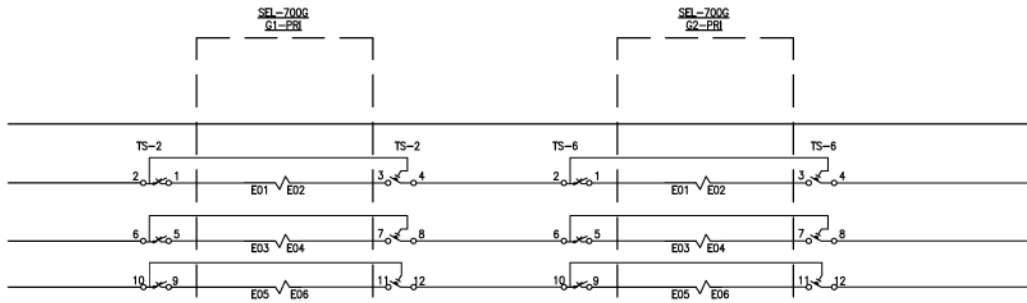 SEL-700G SEL-700G
G1-PRI G2-PRI
TS-2 TS-2 TS-6 TS-6
2 1 E01 E02 3 4 2 1 E01 E02 3 4
6 5 E03 E04 7 8 6 5 E03 E04 7 8
10 9 E05 E06 11 12 10 9 E05 E06 11 12